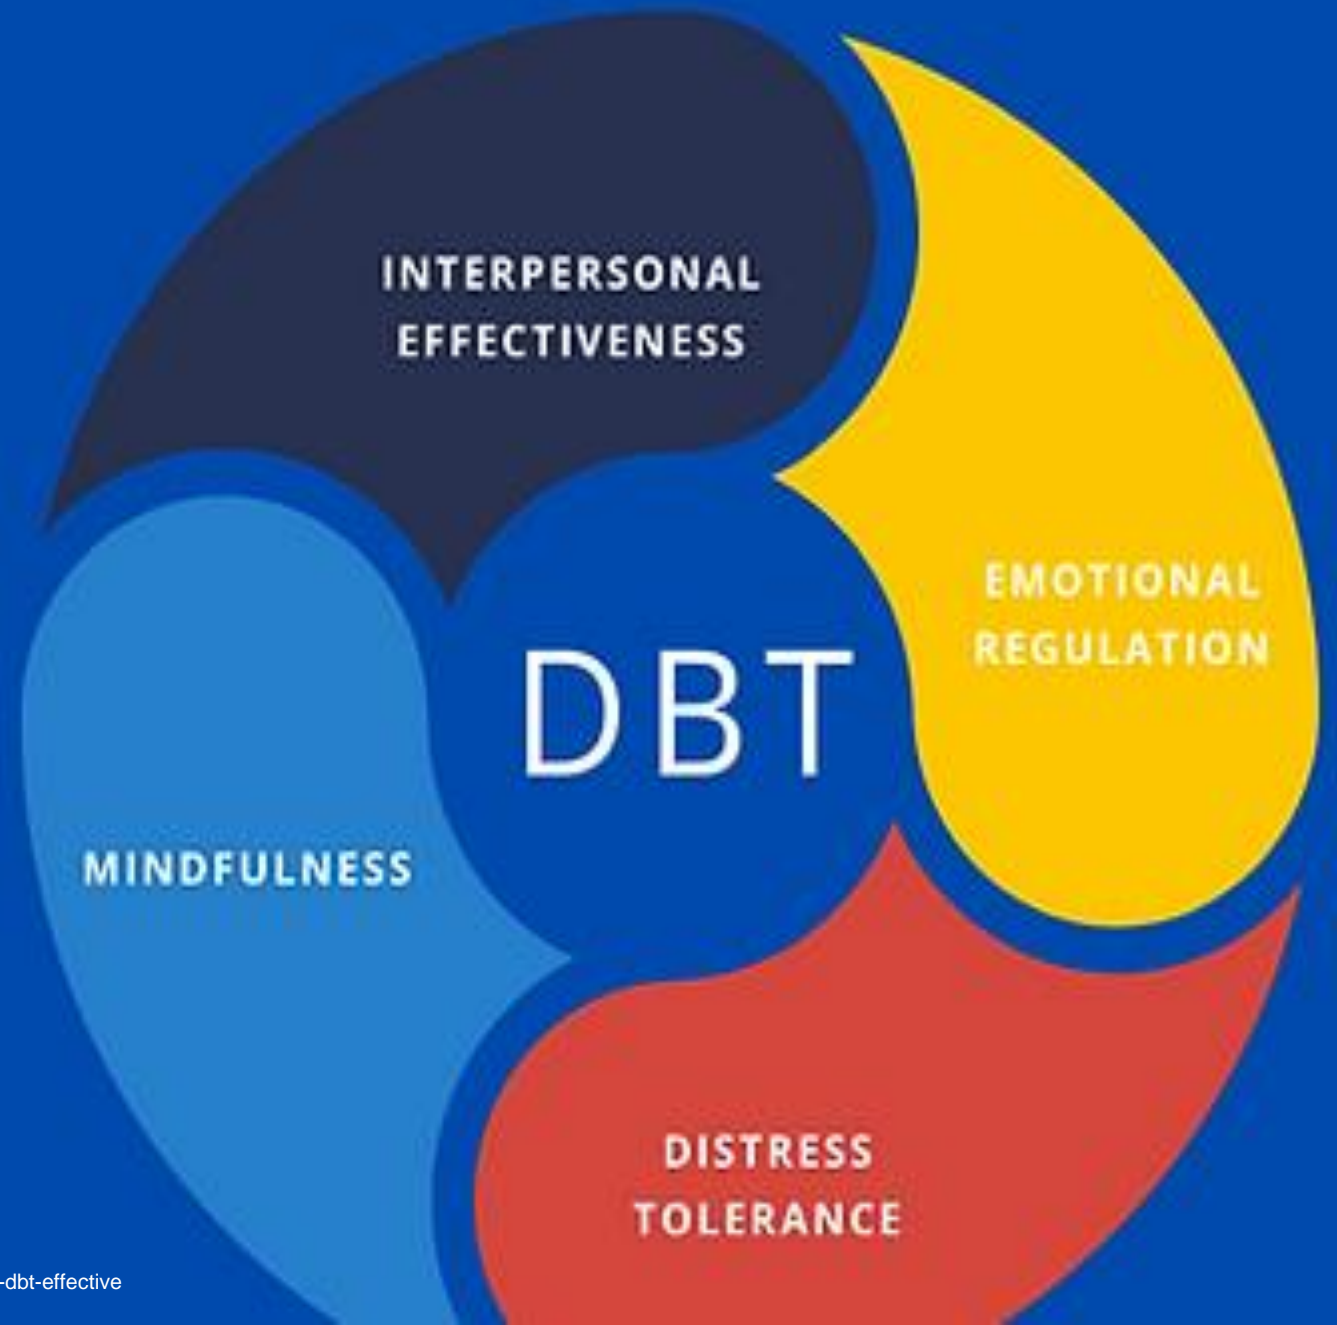 INTERPERSONAL
EFFECTIVENESS
EMOTIONAL
REGULATION
DBT
MINDFULNESS
DISTRESS
TOLERANCE
-dbt-effective